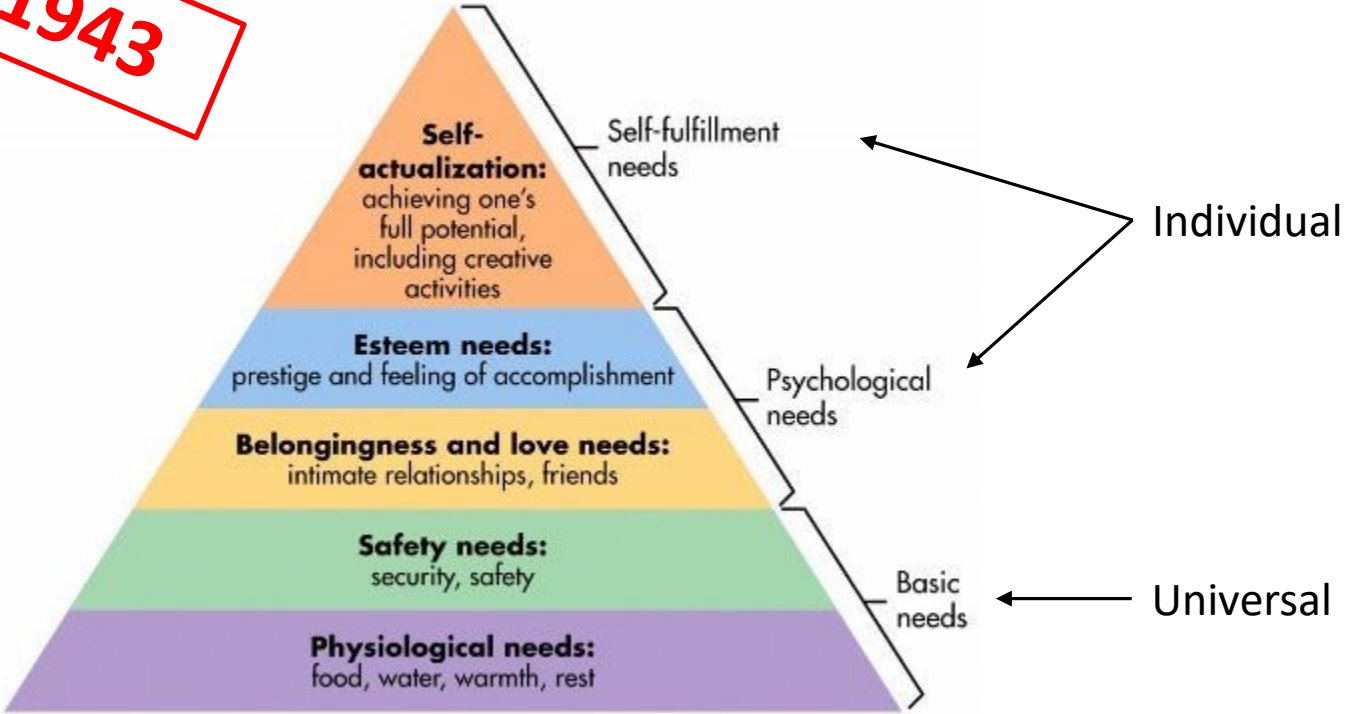 1943
Self-
actualization:
achieving one's
full potential,
including creative
activities
Self-fulfillment
needs
Individual
Esteem needs:
prestige and feeling of accomplishment
Psychological
needs
Belongingness and love needs:
intimate relationships, friends
Safety needs:
security, safety
Basic
needs
Universal
Physiological needs:
food, water, warmth, rest